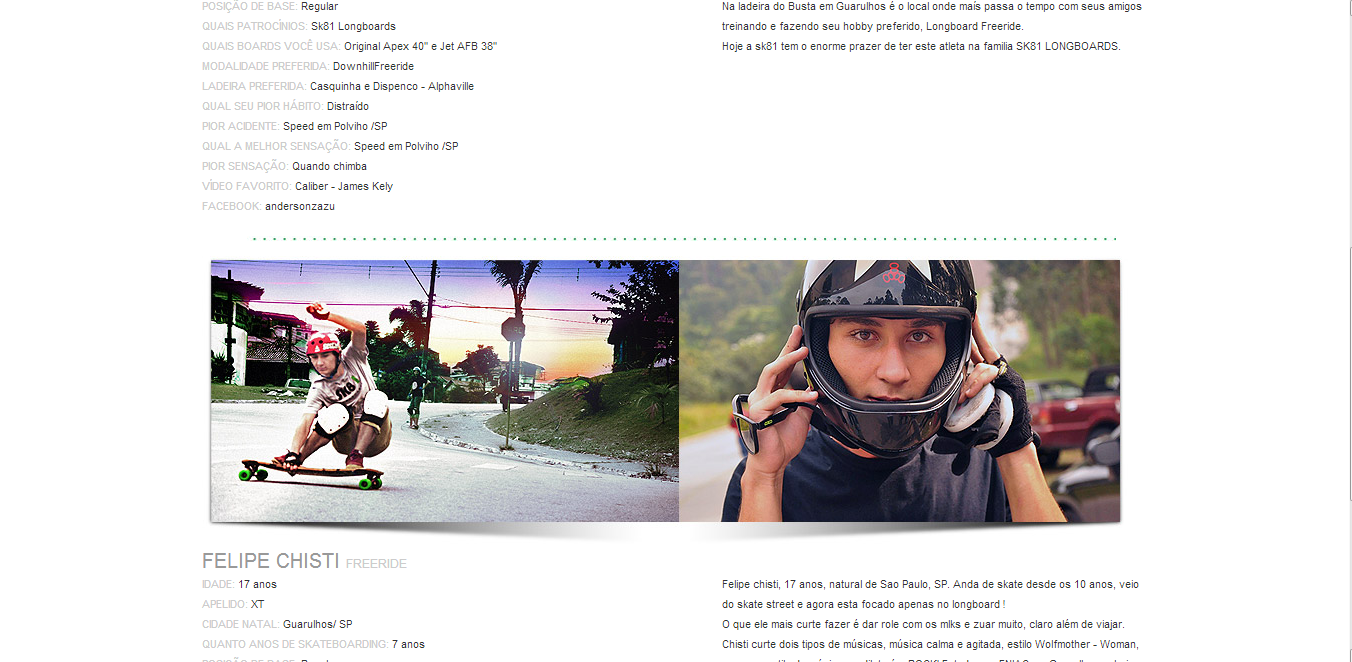 POSIÇÃO DE BASE: Regular
QUAIS PATROCÍNIOS: Sk81 Longboards
QUAIS BOARDS VOCÊ USA: Original Apex 40" e Jet AFB 38"
MODALIDADE PREFERIDA: DownhillFreeride
LADEIRA PREFERIDA: Casquinha e Dispenco - Alphaville
QUAL SEU PIOR HÁBITO: Distraído
PIOR ACIDENTE: Speed em Polviho /SP
QUAL A MELHOR SENSAÇÃO: Speed em Polviho /SP
PIOR SENSAÇÃO: Quando chimba
VÍDEO FAVORITO: Caliber - James Kely
FACEBOOK: andersonzazu
Na ladeira do Busta em Guarulhos é o local onde maís passa o tempo com seus amigos
treinando e fazendo seu hobby preferido, Longboard Freeride.
Hoje a sk81 tem o enorme prazer de ter este atleta na familia SK81 LONGBOARDS.
FELIPE CHISTI FREERIDE
IDADE: 17 anos
APELIDO: XT
CIDADE NATAL: Guarulhos/ SP
QUANTO ANOS DE SKATEBOARDING: 7 anos
Felipe chisti, 17 anos, natural de Sao Paulo, SP. Anda de skate desde os 10 anos, veio
do skate street e agora esta focado apenas no longboard !
O que ele mais curte fazer é dar role com os mlks e zuar muito, claro além de viajar.
Chisti curte dois tipos de músicas, música calma e agitada, estilo Wolfmother - Woman,